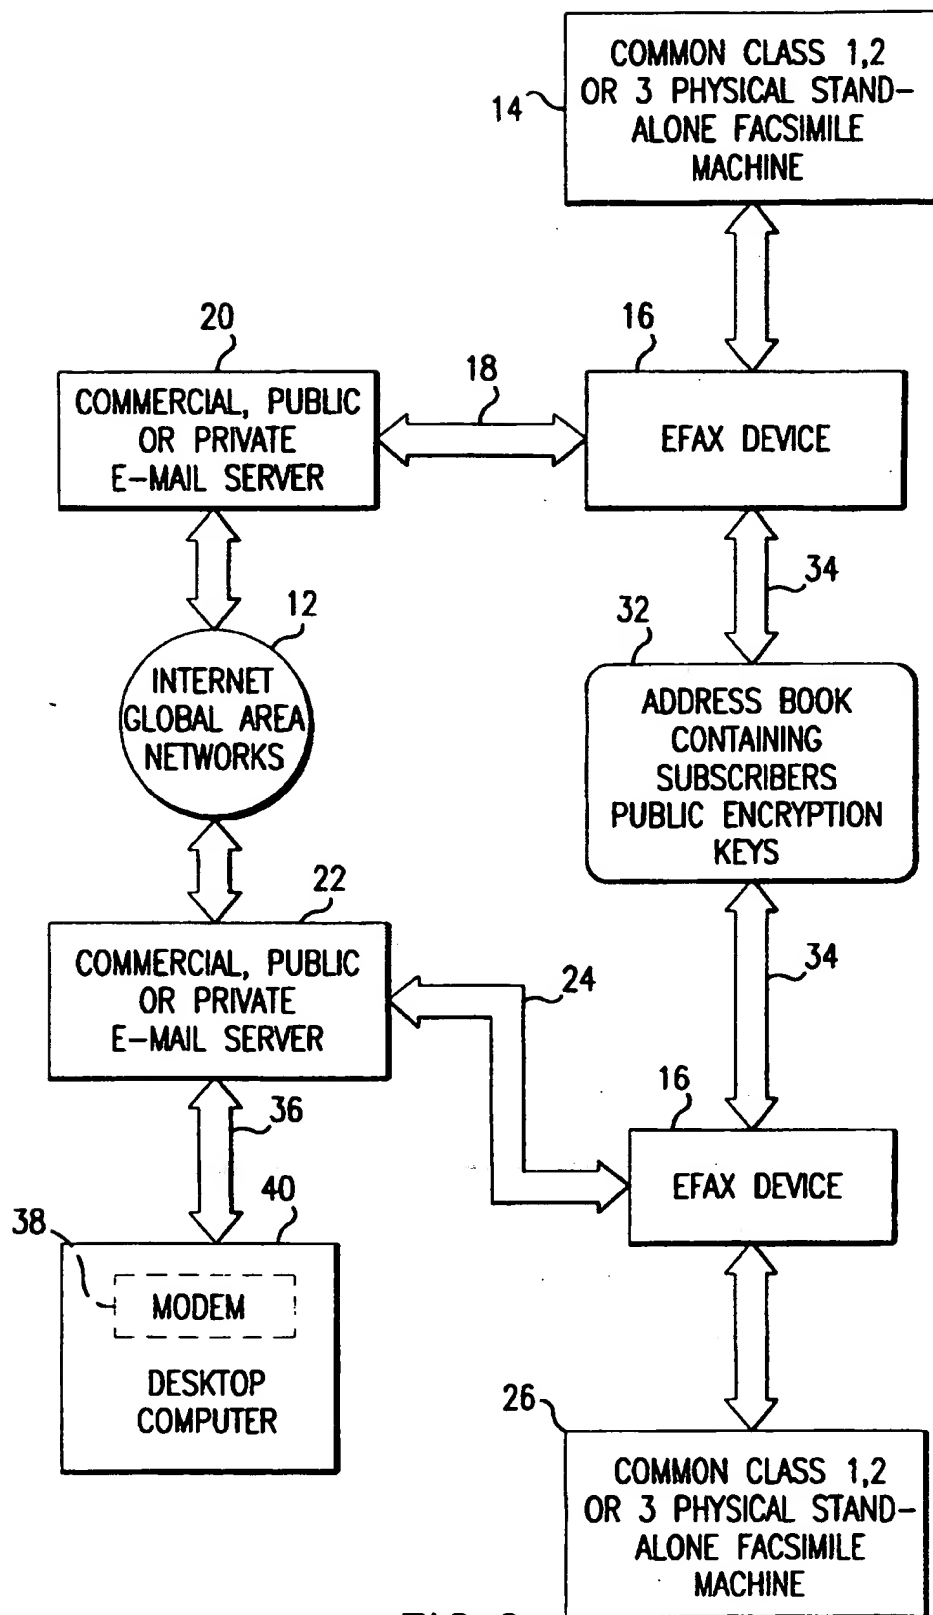 COMMON CLASS 1,2
OR 3 PHYSICAL STAND-
ALONE FACSIMILE
MACHINE
14
20
COMMERCIAL, PUBLIC
OR PRIVATE
E-MAIL SERVER
18
16
EFAX DEVICE
34
12
INTERNET
GLOBAL AREA
NETWORKS
32
ADDRESS BOOK
CONTAINING
SUBSCRIBERS
PUBLIC ENCRYPTION
KEYS
22
COMMERCIAL, PUBLIC
OR PRIVATE
E-MAIL SERVER
24
34
16
EFAX DEVICE
36
40
38
MODEM
DESKTOP
COMPUTER
26
COMMON CLASS 1,2
OR 3 PHYSICAL STAND-
ALONE FACSIMILE
MACHINE